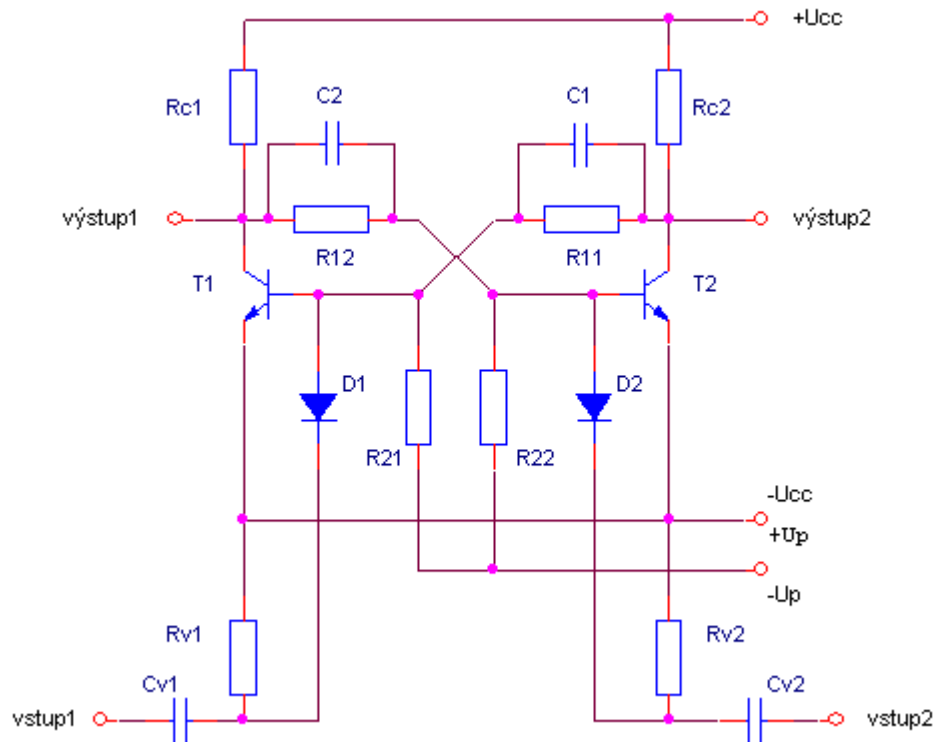 +Ucc
Rc1
C2
C1
Rc2
výstup1
výstup2
R12
R11
T1
T2
D1
D2
R21
R22
-Ucc
+Up
-Up
Rv1
Rv2
Cv1
Cv2
vstup1
vstup2